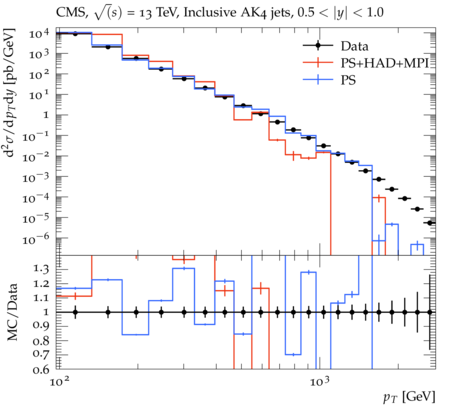 CMS, √(s) = 13 TeV, Inclusive AK4 jets, 0.5 < |y| < 1.0
Data
PS+HAD+MPI
PS
d²σ/dp_T dy [pb/GeV]
10⁴
10³
10²
10¹
1
10⁻¹
10⁻²
10⁻³
10⁻⁴
10⁻⁵
10⁻⁶
MC/Data
1.3
1.2
1.1
1
0.9
0.8
0.7
0.6
10² 10³
p_T [GeV]